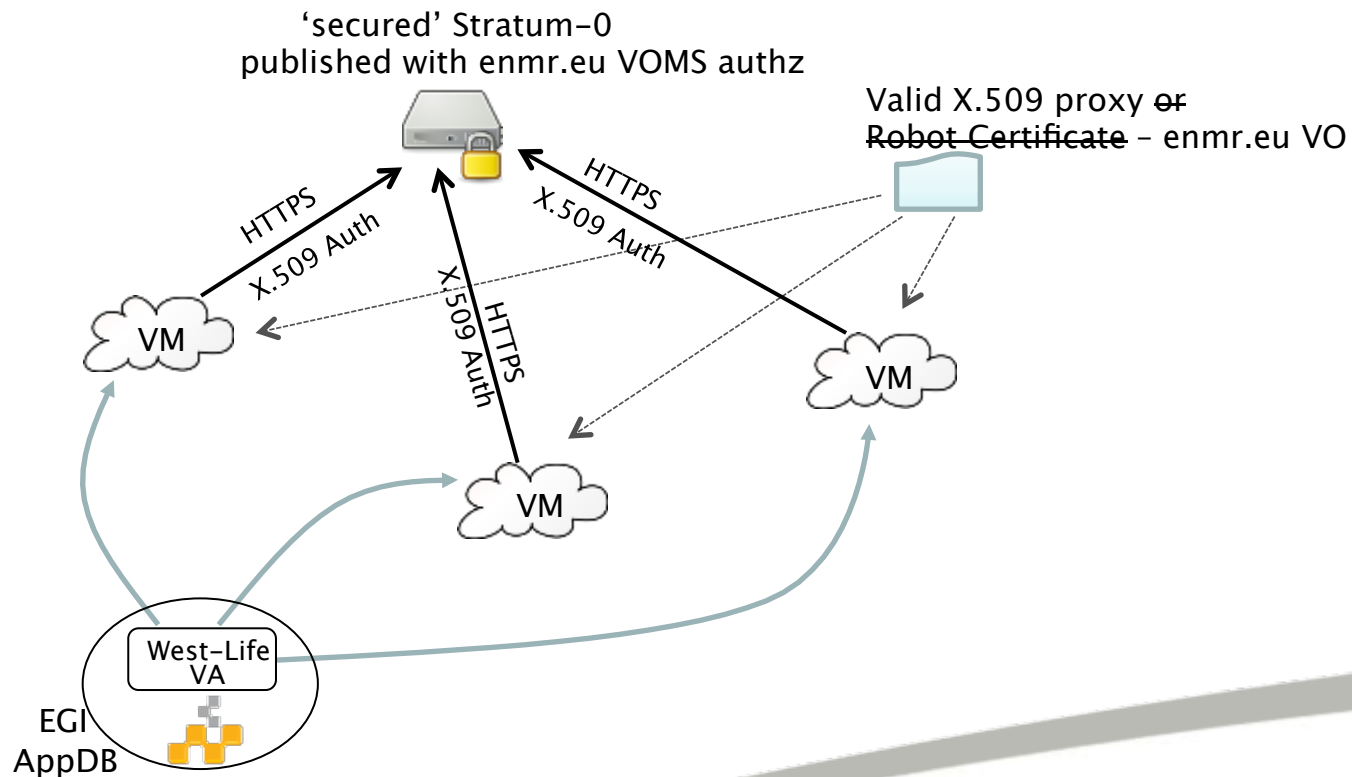 ‘secured’ Stratum-0
published with enmr.eu VOMS authz
Valid X.509 proxy or
Robot Certificate – enmr.eu VO
HTTPS
X.509 Auth
HTTPS
X.509 Auth
HTTPS
X.509 Auth
VM
VM
VM
West-Life
VA
EGI
AppDB